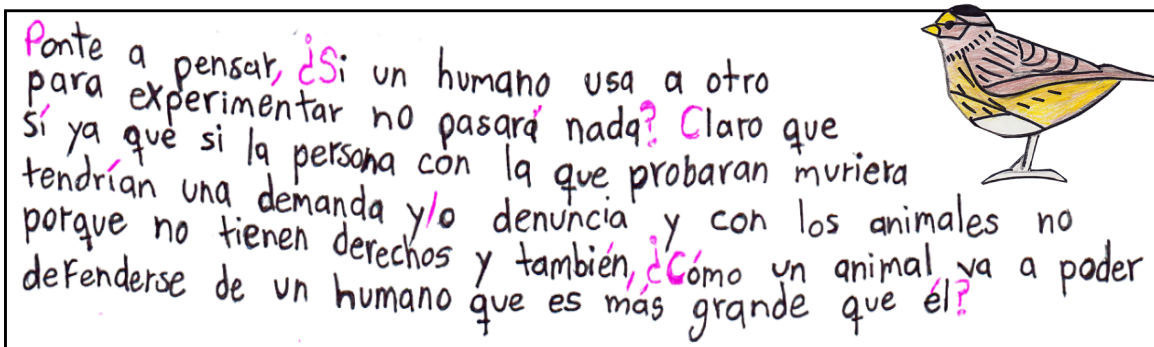 Ponte a pensar, ¿Si un humano usa a otro
para experimentar no pasará nada? Claro que
sí ya que si la persona con la que probaran muriera
tendrían una demanda y/o denuncia y con los animales no
porque no tienen derechos y también, ¿Cómo un animal va a poder
defenderse de un humano que es más grande que él?